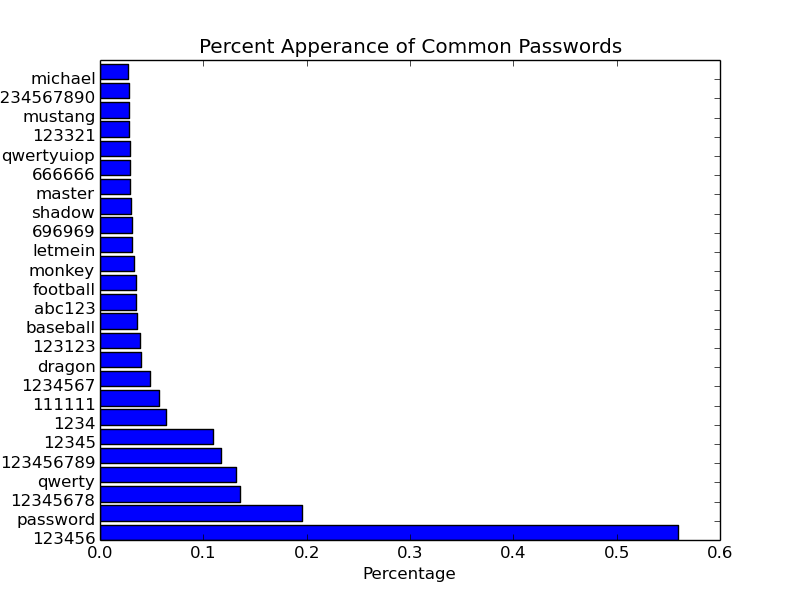 Percent Apperance of Common Passwords
michael
234567890
mustang
123321
qwertyuiop
666666
master
shadow
696969
letmein
monkey
football
abc123
baseball
123123
dragon
1234567
111111
1234
12345
123456789
qwerty
12345678
password
123456
0.0 0.1 0.2 0.3 0.4 0.5 0.6
Percentage